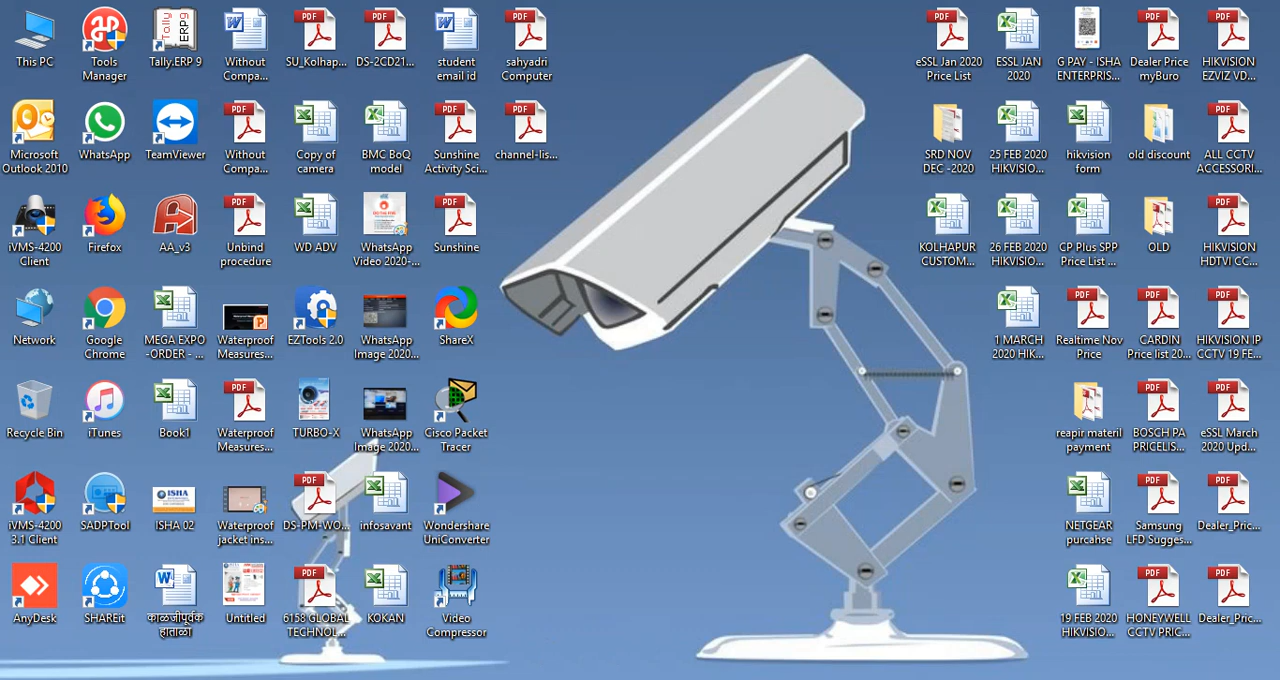 This PC
Tools
Manager
Tally.ERP 9
Without
Compa...
SU_Kolhap...
DS-2CD21...
student
email id
sahyadri
Computer
eSSL Jan 2020
Price List
ESSL JAN
2020
G PAY - ISHA
ENTERPRIS...
Dealer Price
myBuro
HIKVISION
EZVIZ VD...
Microsoft
Outlook 2010
WhatsApp
TeamViewer
Without
Compa...
Copy of
camera
BMC BoQ
model
Sunshine
Activity Sci...
channel-lis...
SRD NOV
DEC -2020
25 FEB 2020
HIKVISIO...
hikvision
form
old discount
ALL CCTV
ACCESSORI...
iVMS-4200
Client
Firefox
AA_v3
Unbind
procedure
WD ADV
WhatsApp
Video 2020-...
Sunshine
KOLHAPUR
CUSTOM...
26 FEB 2020
HIKVISIO...
CP Plus SPP
Price List ...
OLD
HIKVISION
HDTVI CC...
Network
Google
Chrome
MEGA EXPO
-ORDER - ...
Waterproof
Measures...
EZTools 2.0
WhatsApp
Image 2020...
ShareX
1 MARCH
2020 HIK...
Realtime Nov
Price
CARDIN
Price list 20...
HIKVISION IP
CCTV 19 FE...
Recycle Bin
iTunes
Book1
Waterproof
Measures...
TURBO-X
WhatsApp
Image 2020...
Cisco Packet
Tracer
reapir materil
payment
BOSCH PA
PRICELIS...
eSSL March
2020 Upd...
iVMS-4200
3.1 Client
SADPTool
ISHA 02
Waterproof
jacket ins...
DS-PM-WO...
infosavant
Wondershare
UniConverter
NETGEAR
purcahse
Samsung
LFD Sugges...
Dealer_Pric...
AnyDesk
SHAREit
काळजीपूर्वक
हाताळा
Untitled
6158 GLOBAL
TECHNOL...
KOKAN
Video
Compressor
19 FEB 2020
HIKVISIO...
HONEYWELL
CCTV PRIC...
Dealer_Pric...